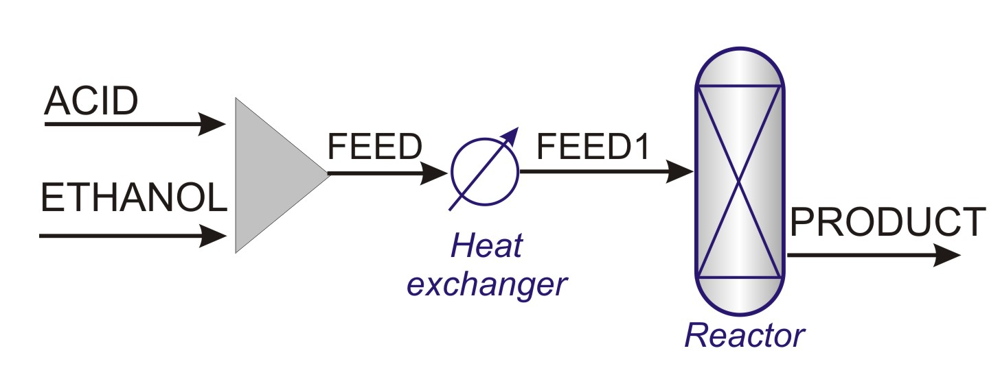 ACID
ETHANOL
FEED
Heat
exchanger
FEED1
Reactor
PRODUCT